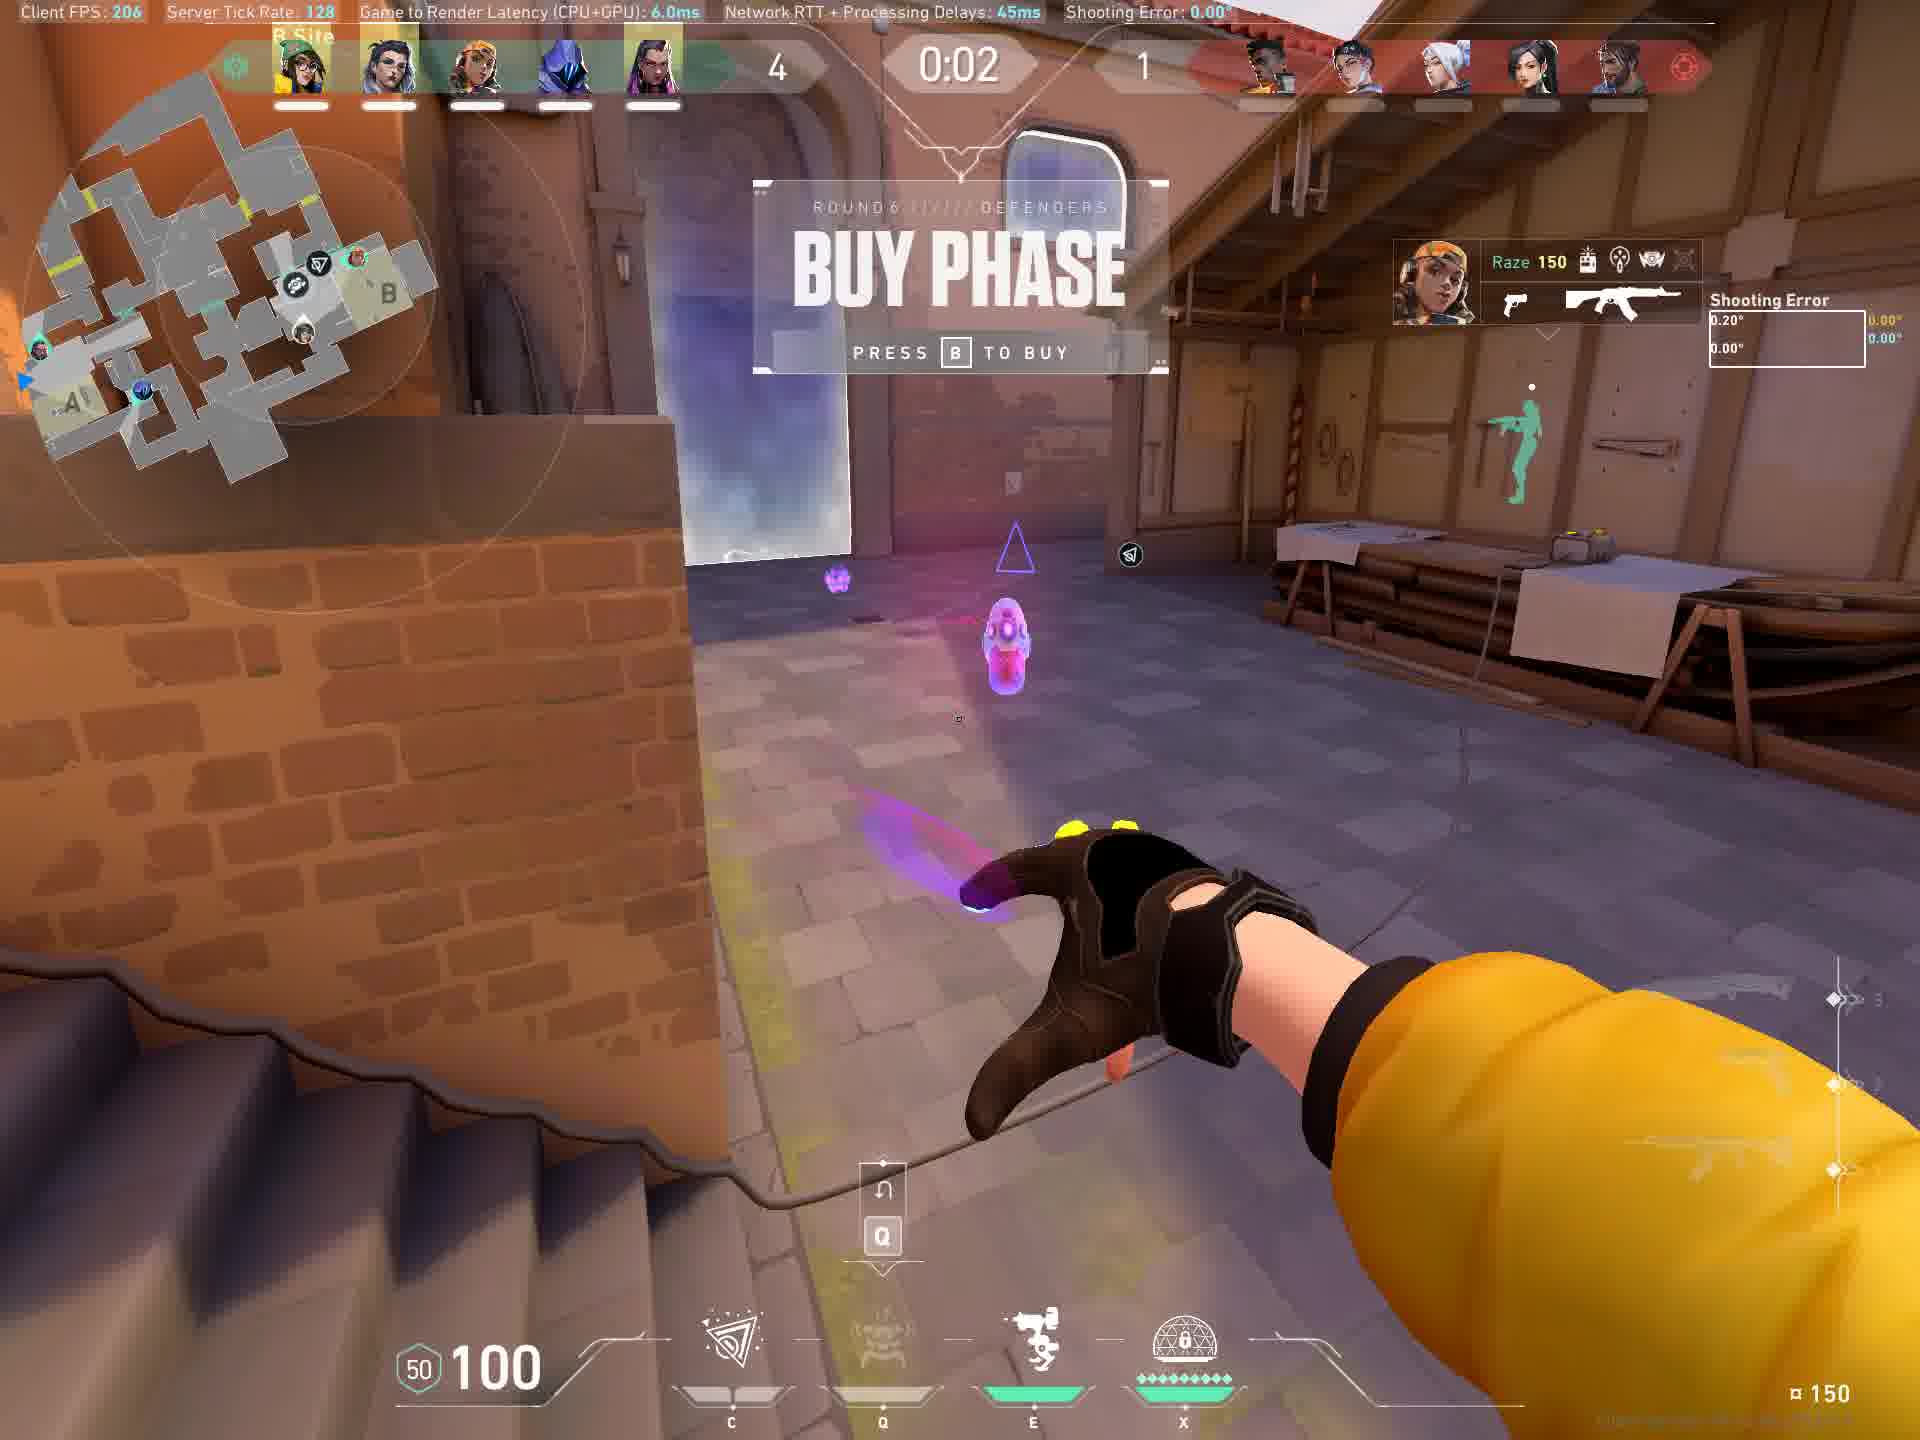 Client FPS: 206 Server Tick Rate: 128 Game to Render Latency (CPU+GPU): 6.0ms Network RTT + Processing Delays: 45ms Shooting Error: 0.00°
B Site
4 0:02 1
ROUND 6 /////// DEFENDERS
BUY PHASE
PRESS B TO BUY
Raze 150
Shooting Error
0.20° 0.00°
0.00° 0.00°
B
A
Q
50 100
C Q E X
¤ 150
3
2